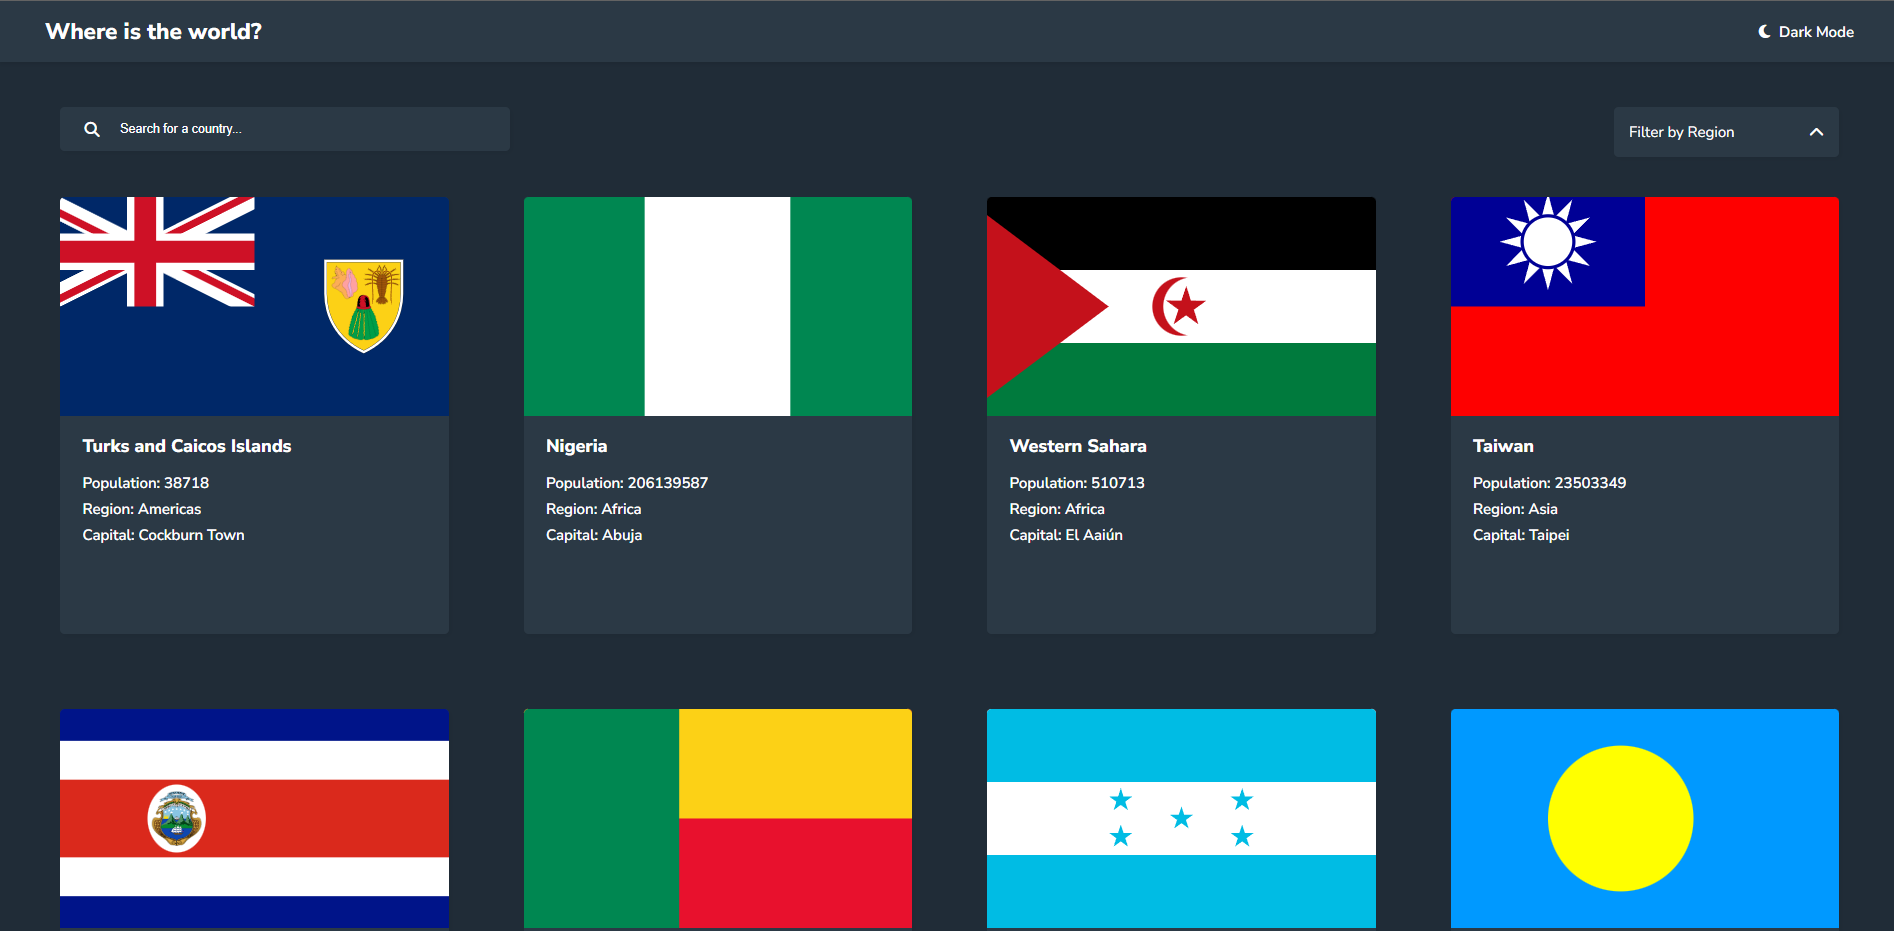 Where is the world?
Dark Mode
Search for a country...
Filter by Region
Turks and Caicos Islands
Population: 38718
Region: Americas
Capital: Cockburn Town
Nigeria
Population: 206139587
Region: Africa
Capital: Abuja
Western Sahara
Population: 510713
Region: Africa
Capital: El Aaiún
Taiwan
Population: 23503349
Region: Asia
Capital: Taipei